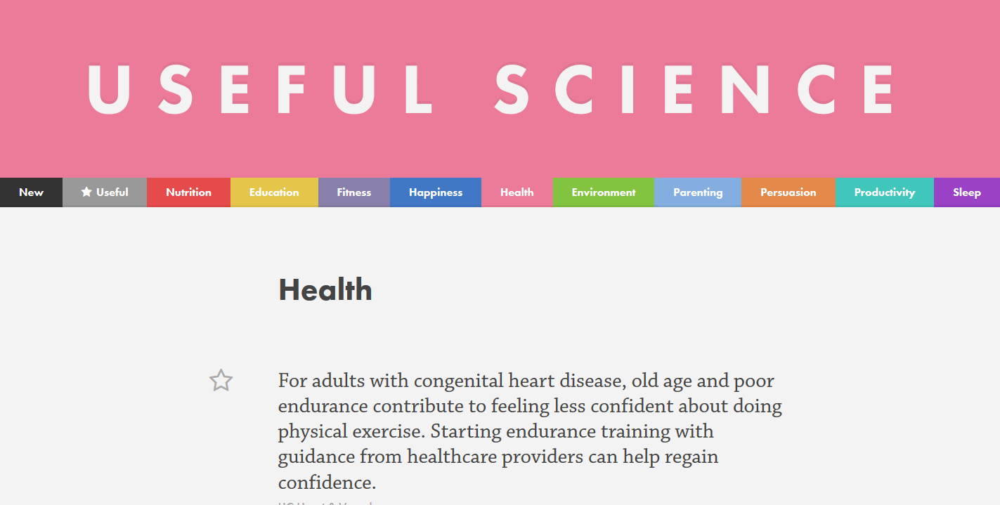 USEFUL SCIENCE
New Useful Nutrition Education Fitness Happiness Health Environment Parenting Persuasion Productivity Sleep
Health
For adults with congenital heart disease, old age and poor
endurance contribute to feeling less confident about doing
physical exercise. Starting endurance training with
guidance from healthcare providers can help regain
confidence.